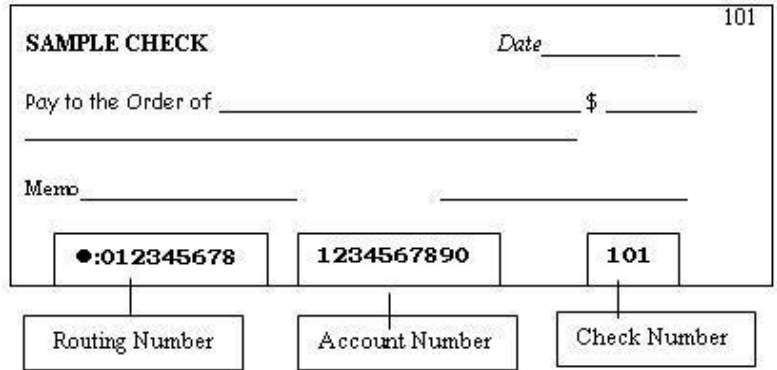 101
SAMPLE CHECK Date
Pay to the Order of $
Memo
●:012345678 1234567890 101
Routing Number Account Number Check Number